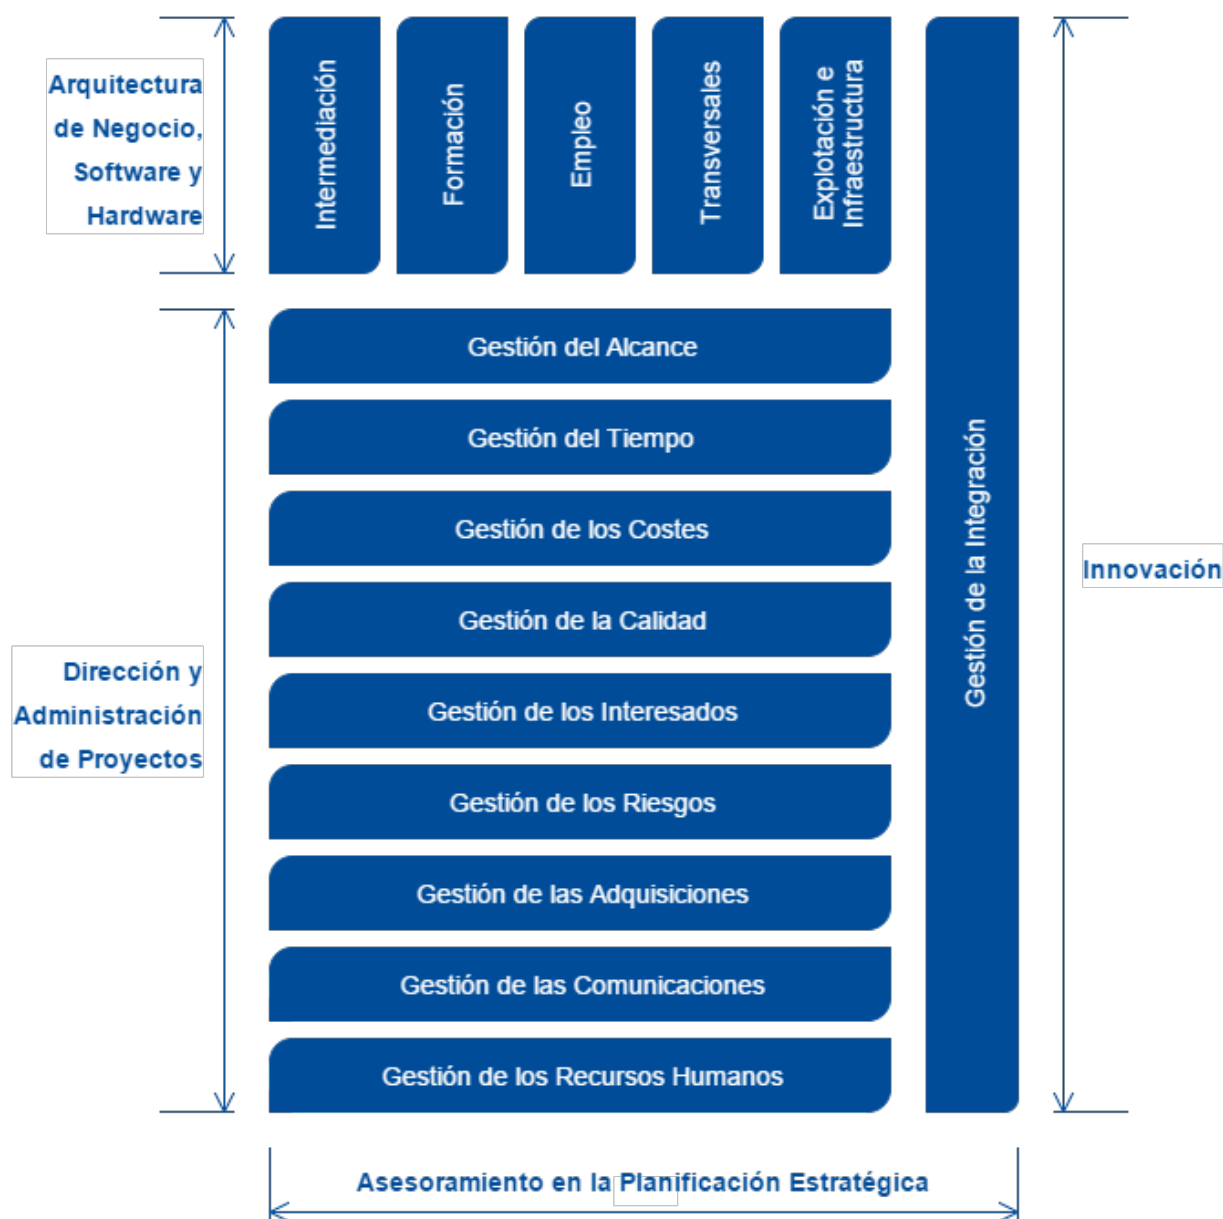 Arquitectura
de Negocio,
Software y
Hardware
Intermediación
Formación
Empleo
Transversales
Explotación e
Infraestructura
Gestión del Alcance
Gestión del Tiempo
Gestión de los Costes
Gestión de la Calidad
Gestión de los Interesados
Gestión de los Riesgos
Gestión de las Adquisiciones
Gestión de las Comunicaciones
Gestión de los Recursos Humanos
Dirección y
Administración
de Proyectos
Gestión de la Integración
Innovación
Asesoramiento en la Planificación Estratégica